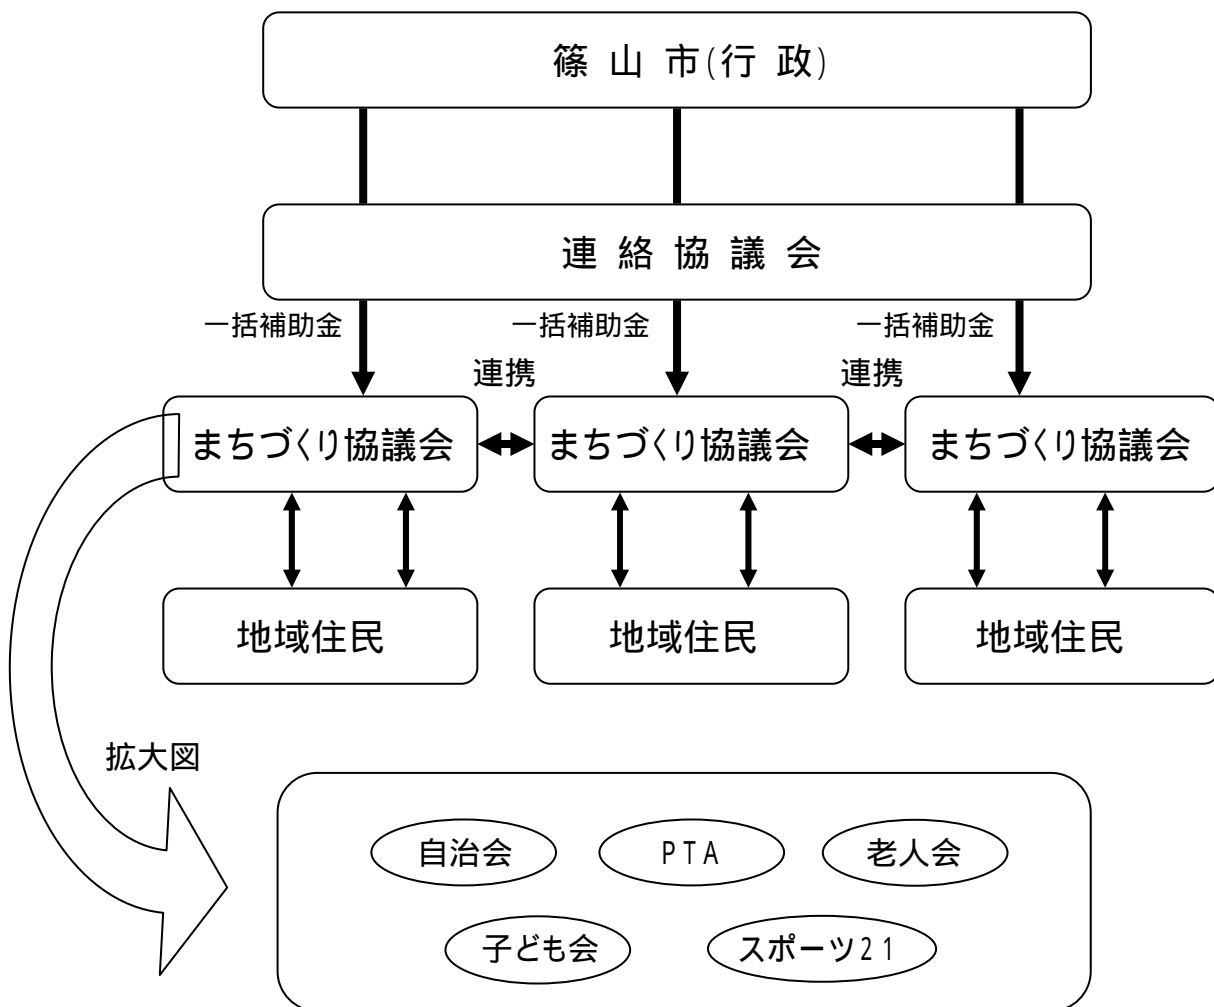 篠 山 市(行 政)
連 絡 協 議 会
一括補助金 一括補助金 一括補助金
連携 連携
まちづくり協議会 まちづくり協議会 まちづくり協議会
地域住民 地域住民 地域住民
拡大図
自治会 PTA 老人会
子ども会 スポーツ21